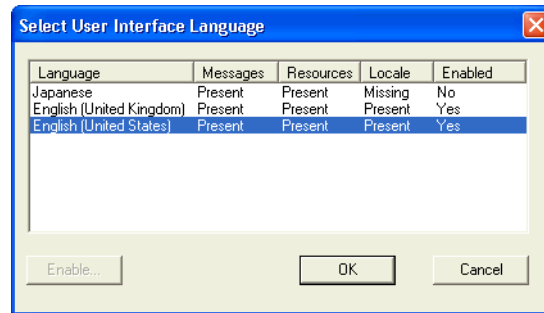 Select User Interface Language
Language Messages Resources Locale Enabled
Japanese Present Present Missing No
English (United Kingdom) Present Present Present Yes
English (United States) Present Present Present Yes
Enable... OK Cancel